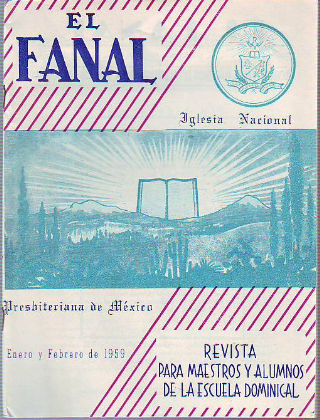 EL
FANAL
Iglesia Nacional
Presbiteriana de México
Enero y Febrero de 1959
REVISTA
PARA MAESTROS Y ALUMNOS
DE LA ESCUELA DOMINICAL